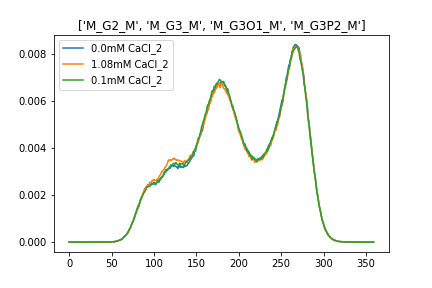 ['M_G2_M', 'M_G3_M', 'M_G3O1_M', 'M_G3P2_M']
0.008
0.006
0.004
0.002
0.000
0.0mM CaCl_2
1.08mM CaCl_2
0.1mM CaCl_2
0 50 100 150 200 250 300 350